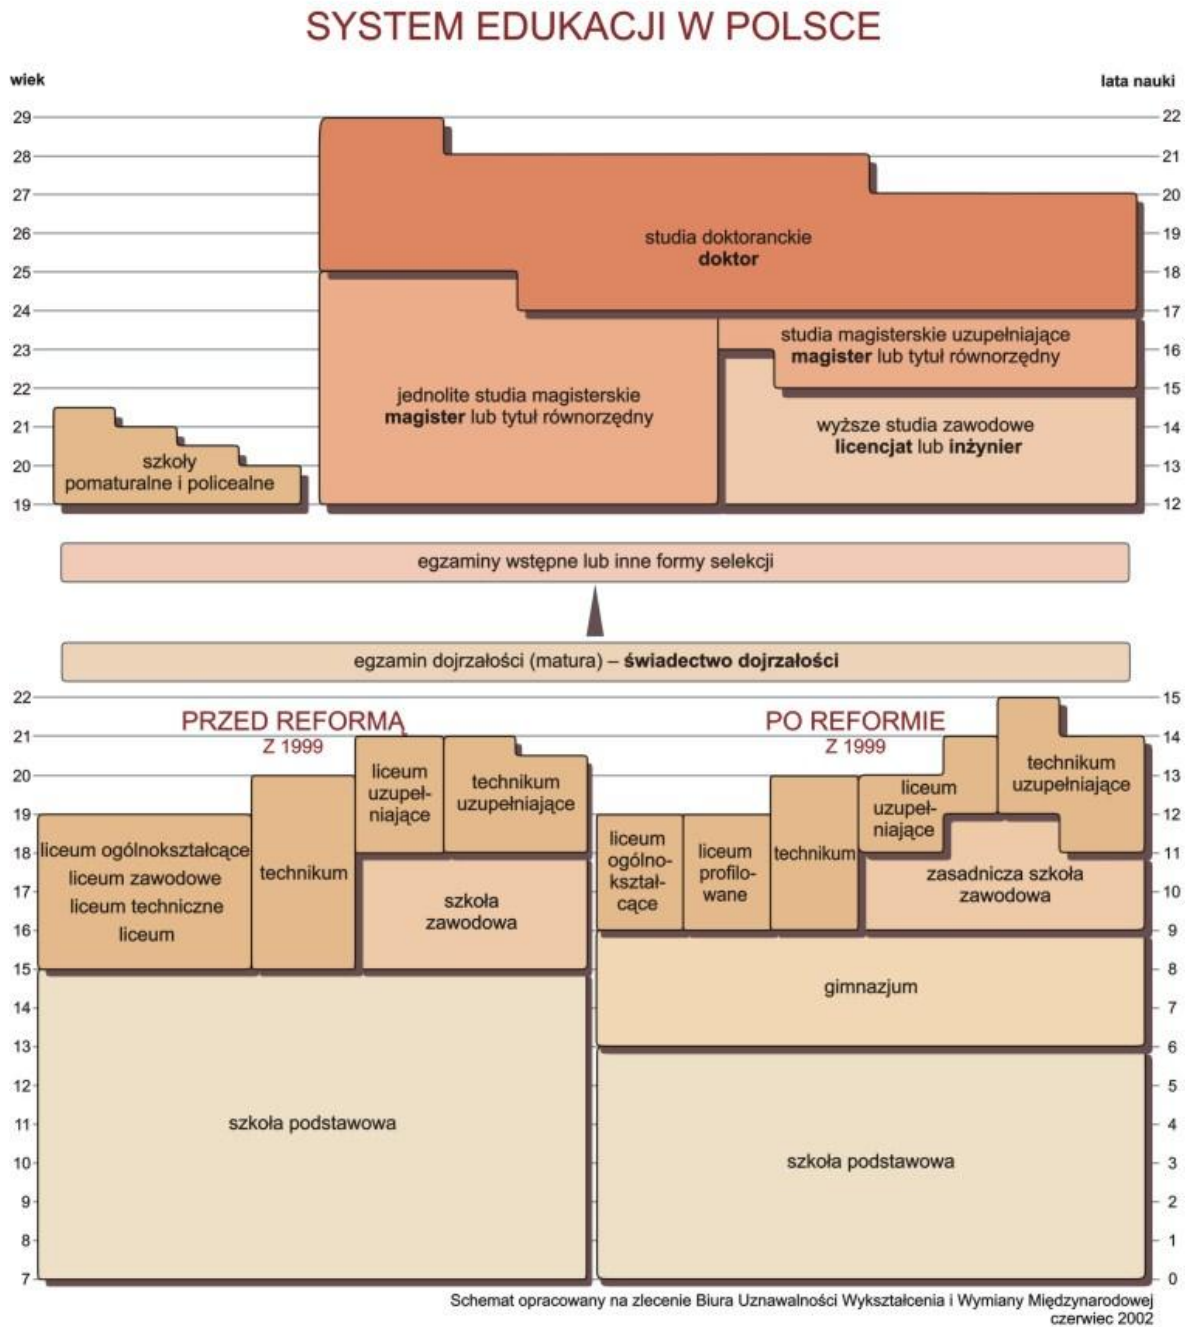 SYSTEM EDUKACJI W POLSCE
wiek
lata nauki
29
22
28
21
27
20
26
19
25
18
24
17
23
16
22
15
21
14
20
13
19
12
studia doktoranckie
doktor
studia magisterskie uzupełniające
magister lub tytuł równorzędny
jednolite studia magisterskie
magister lub tytuł równorzędny
wyższe studia zawodowe
licencjat lub inżynier
szkoły
pomaturalne i policealne
egzaminy wstępne lub inne formy selekcji
egzamin dojrzałości (matura) – świadectwo dojrzałości
22
15
21
14
20
13
19
12
18
11
17
10
16
9
15
8
14
7
13
6
12
5
11
4
10
3
9
2
8
1
7
0
PRZED REFORMĄ
Z 1999
liceum
uzupeł-
niające
technikum
uzupełniające
liceum ogólnokształcące
liceum zawodowe
liceum techniczne
liceum
technikum
szkoła
zawodowa
szkoła podstawowa
PO REFORMIE
Z 1999
liceum
ogólno-
kształ-
cące
liceum
profilo-
wane
technikum
liceum
uzupeł-
niające
technikum
uzupełniające
zasadnicza szkoła
zawodowa
gimnazjum
szkoła podstawowa
Schemat opracowany na zlecenie Biura Uznawalności Wykształcenia i Wymiany Międzynarodowej
czerwiec 2002